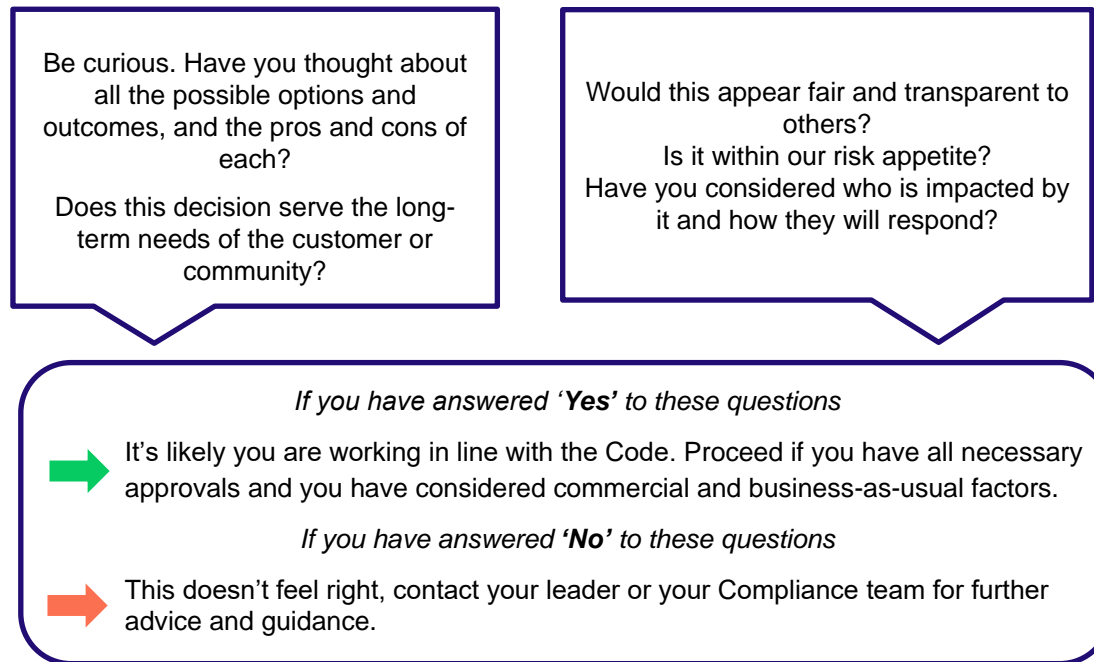 Be curious. Have you thought about
all the possible options and
outcomes, and the pros and cons of
each?
Does this decision serve the long-
term needs of the customer or
community?
Would this appear fair and transparent to
others?
Is it within our risk appetite?
Have you considered who is impacted by
it and how they will respond?
If you have answered ‘Yes’ to these questions
It’s likely you are working in line with the Code. Proceed if you have all necessary
approvals and you have considered commercial and business-as-usual factors.
If you have answered ‘No’ to these questions
This doesn’t feel right, contact your leader or your Compliance team for further
advice and guidance.